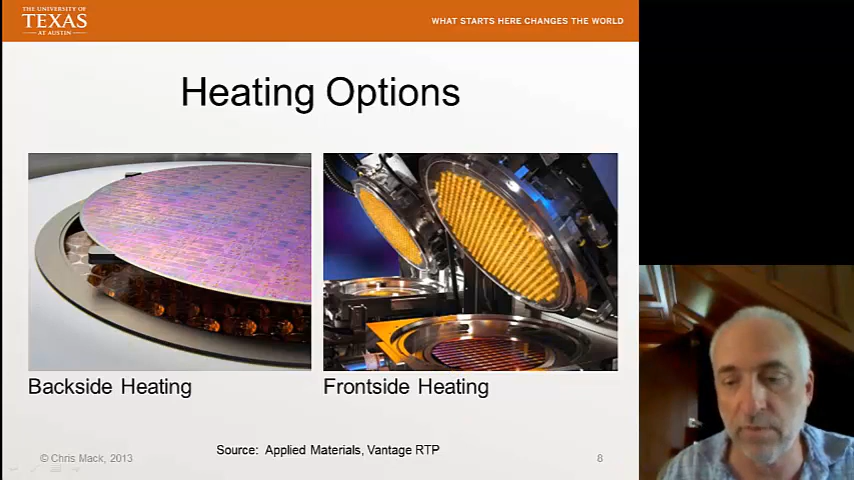 THE UNIVERSITY OF
TEXAS
AT AUSTIN
WHAT STARTS HERE CHANGES THE WORLD
Heating Options
Backside Heating
Frontside Heating
Source: Applied Materials, Vantage RTP
© Chris Mack, 2013
8